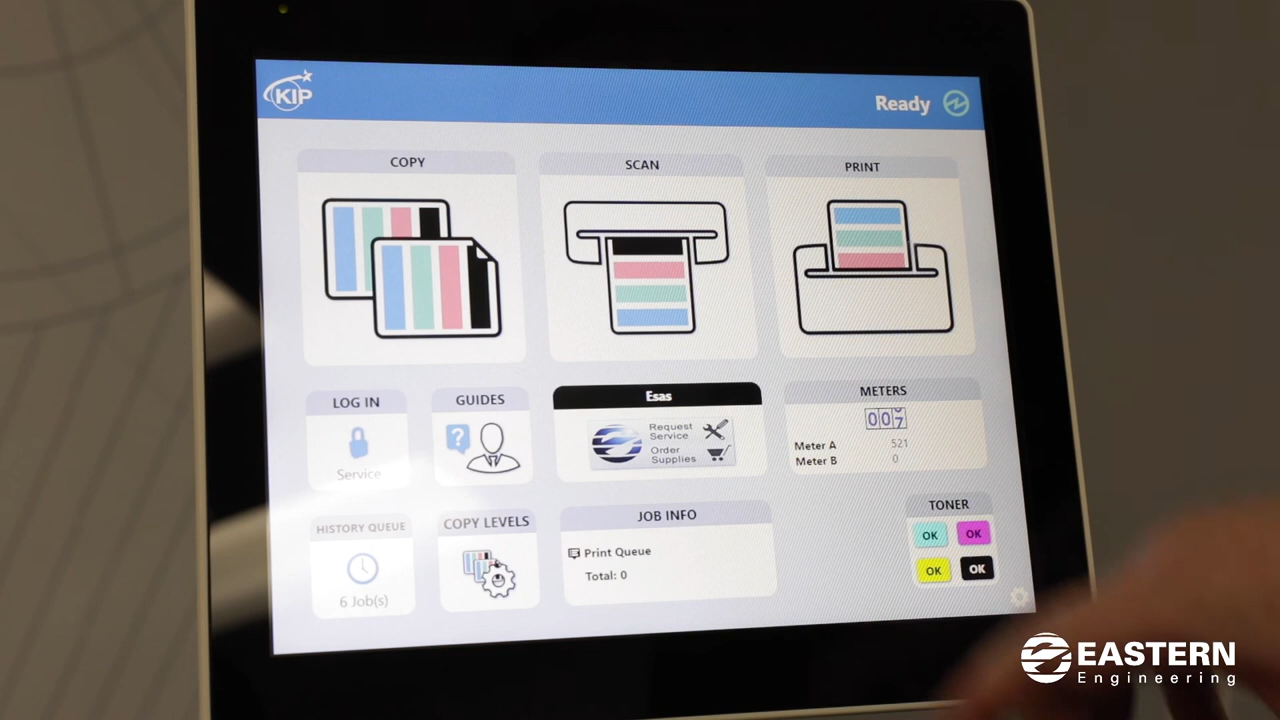 KIP
Ready
COPY
SCAN
PRINT
LOG IN
Service
GUIDES
?
Esas
Request
Service
Order
Supplies
METERS
007
Meter A 521
Meter B 0
HISTORY QUEUE
6 Job(s)
COPY LEVELS
JOB INFO
Print Queue
Total: 0
TONER
OK OK
OK OK
EASTERN
Engineering